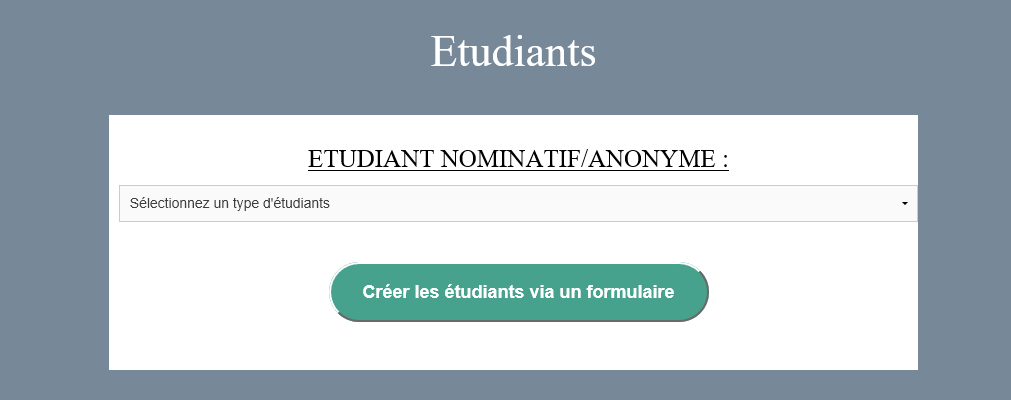 Etudiants
ETUDIANT NOMINATIF/ANONYME :
Sélectionnez un type d'étudiants
Créer les étudiants via un formulaire